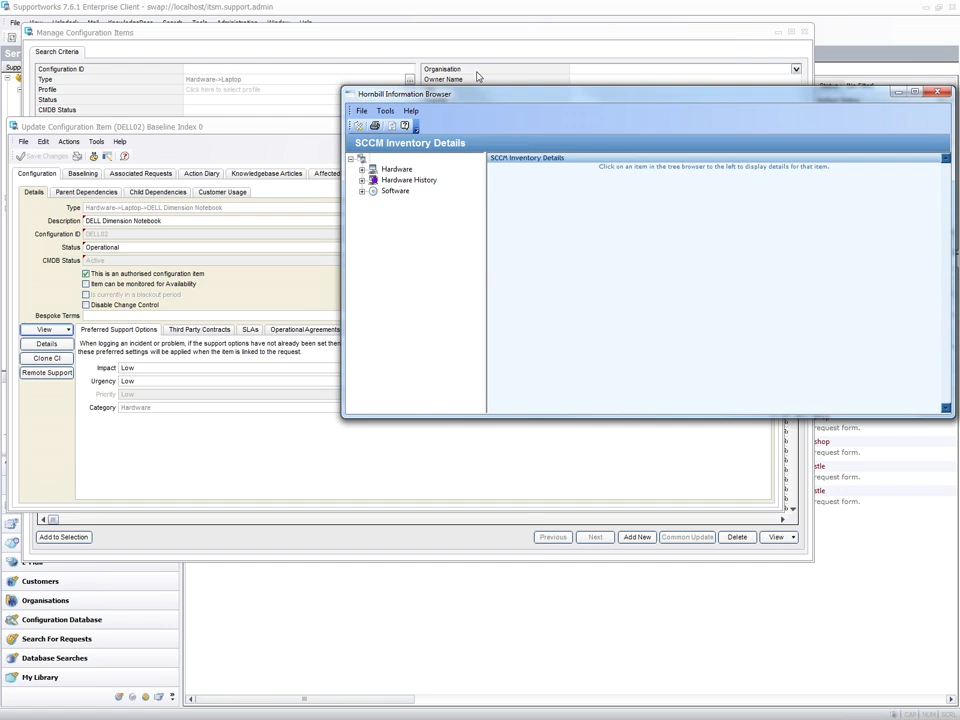 Supportworks 7.6.1 Enterprise Client - swap://localhost/itsm.support.admin
Manage Configuration Items
Search Criteria
Configuration ID
Organisation
Type
Hardware->Laptop
Owner Name
Profile
Click here to select profile
Status
CMDB Status
Hornbill Information Browser
File Tools Help
SCCM Inventory Details
Hardware
Hardware History
Software
SCCM Inventory Details
Click on an item in the tree browser to the left to display details for that item.
Update Configuration Item (DELL02) Baseline Index 0
File Edit Actions Tools Help
Save Changes
Configuration Baselining Associated Requests Action Diary Knowledgebase Articles Affected
Details Parent Dependencies Child Dependencies Customer Usage
Type Hardware->Laptop->DELL Dimension Notebook
Description DELL Dimension Notebook
Configuration ID DELL02
Status Operational
CMDB Status Active
This is an authorised configuration item
Item can be monitored for Availability
Is currently in a blackout period
Disable Change Control
Bespoke Terms
View
Details
Clone CI
Remote Support
Preferred Support Options Third Party Contracts SLAs Operational Agreements
When logging an incident or problem, if the support options have not already been set then
these preferred settings will be applied when the item is linked to the request.
Impact Low
Urgency Low
Priority Low
Category Hardware
request form.
shop
request form.
stle
request form.
stle
request form.
Add to Selection
Previous Next Add New Common Update Delete View
Customers
Organisations
Configuration Database
Search For Requests
Database Searches
My Library
CAP NUM SCRL